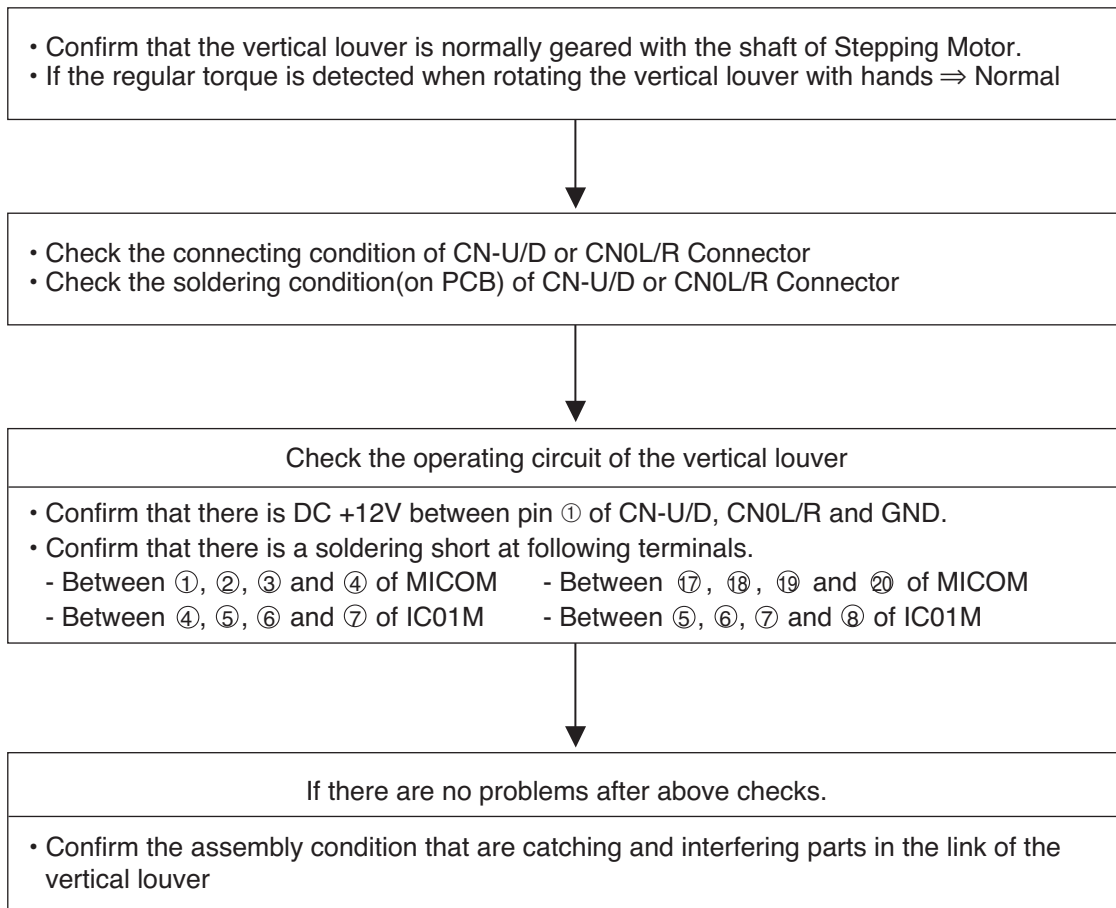 • Confirm that the vertical louver is normally geared with the shaft of Stepping Motor.
• If the regular torque is detected when rotating the vertical louver with hands ⇒ Normal
• Check the connecting condition of CN-U/D or CN0L/R Connector
• Check the soldering condition(on PCB) of CN-U/D or CN0L/R Connector
Check the operating circuit of the vertical louver
• Confirm that there is DC +12V between pin ① of CN-U/D, CN0L/R and GND.
• Confirm that there is a soldering short at following terminals.
- Between ①, ②, ③ and ④ of MICOM - Between ⑰, ⑱, ⑲ and ⑳ of MICOM
- Between ④, ⑤, ⑥ and ⑦ of IC01M - Between ⑤, ⑥, ⑦ and ⑧ of IC01M
If there are no problems after above checks.
• Confirm the assembly condition that are catching and interfering parts in the link of the
vertical louver